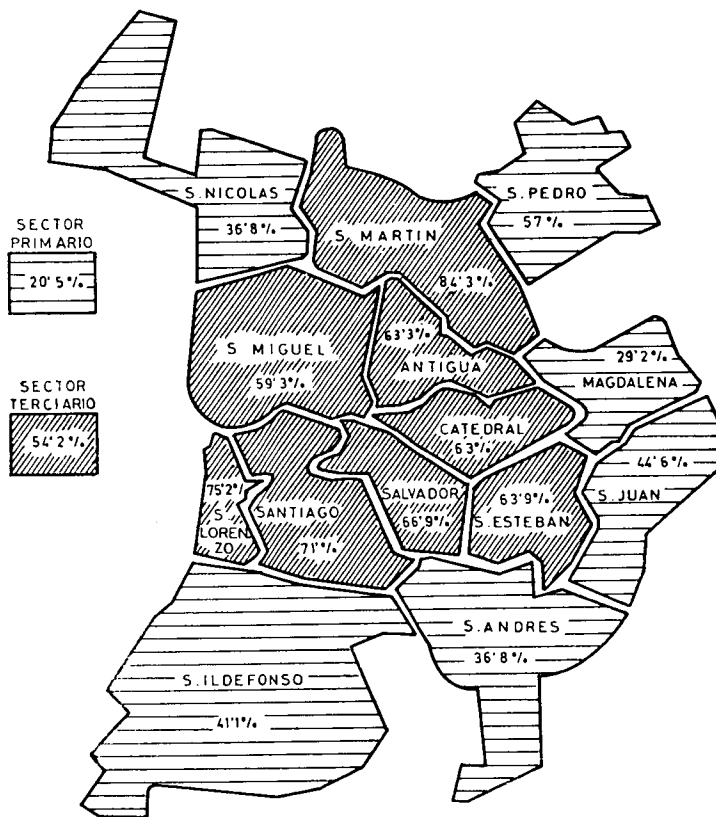 S. NICOLAS
36'8%
S. PEDRO
57%
SECTOR
PRIMARIO
20'5%
S. MARTIN
84'3%
63'3%
ANTIGUA
S. MIGUEL
59'3%
29'2%
MAGDALENA
SECTOR
TERCIARIO
54'2%
CATEDRAL
63%
44'6%
S. JUAN
75'2%
S.
LOREN
ZO
SANTIAGO
71%
SALVADOR
66'9%
63'9%
S. ESTEBAN
S. ANDRES
36'8%
S. ILDEFONSO
41'1%